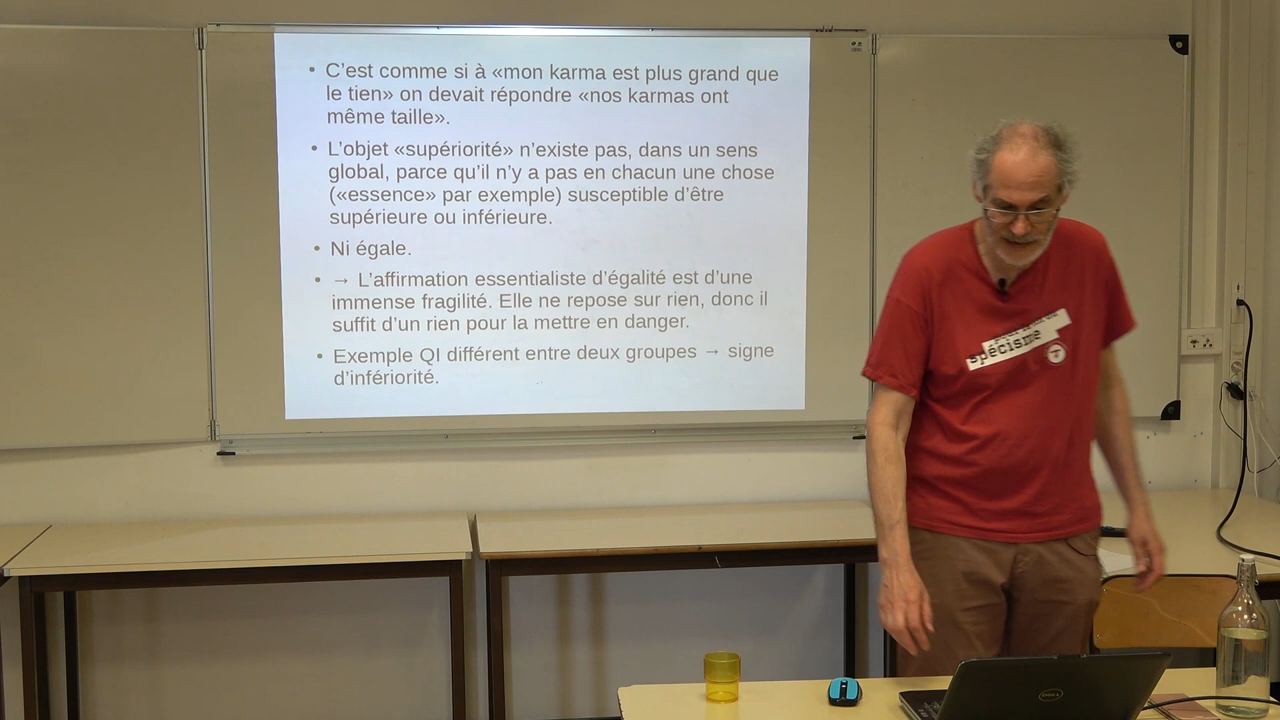 • C’est comme si à «mon karma est plus grand que
le tien» on devait répondre «nos karmas ont
même taille».
• L’objet «supériorité» n’existe pas, dans un sens
global, parce qu’il n’y a pas en chacun une chose
(«essence» par exemple) susceptible d’être
supérieure ou inférieure.
• Ni égale.
• → L’affirmation essentialiste d’égalité est d’une
immense fragilité. Elle ne repose sur rien, donc il
suffit d’un rien pour la mettre en danger.
• Exemple QI différent entre deux groupes → signe
d’infériorité.
spécisme
DELL